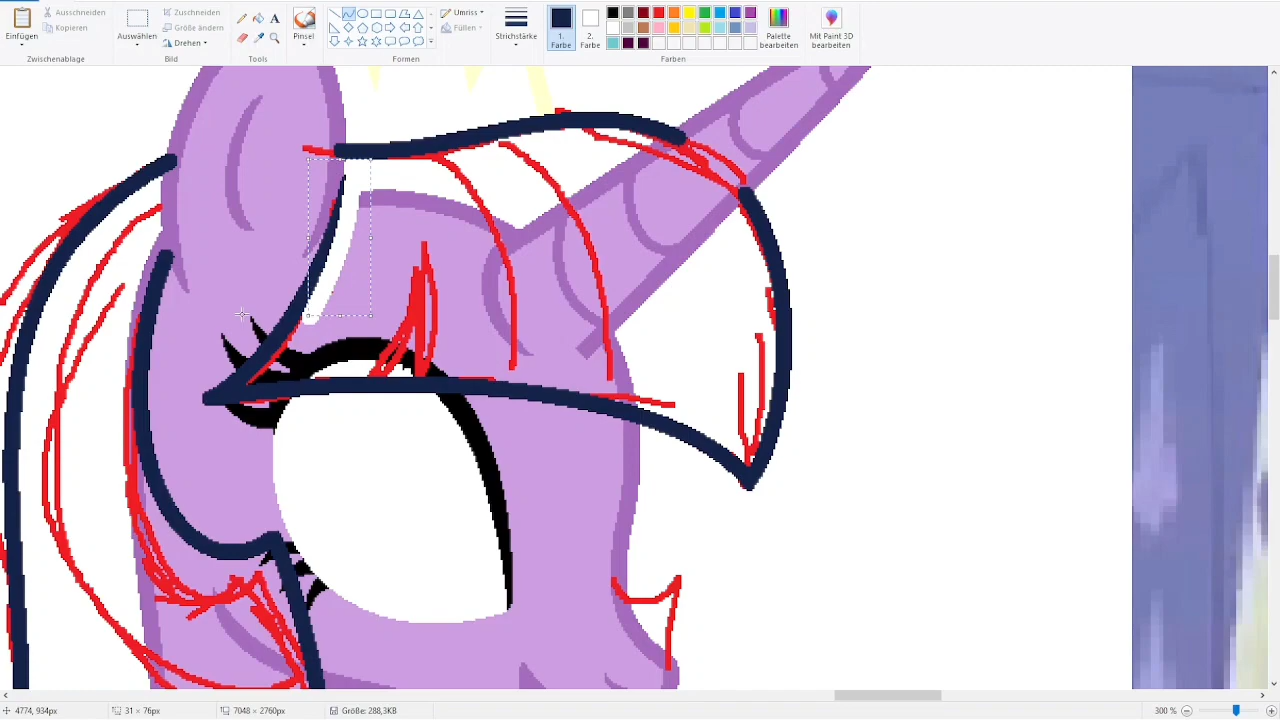 Ausschneiden
Zuschneiden
Kopieren
Größe ändern
Umriss
Einfügen
Auswählen
Drehen
Pinsel
Füllen
Strichstärke
1.
Farbe
2.
Farbe
Palette
bearbeiten
Mit Paint 3D
bearbeiten
Zwischenablage
Bild
Tools
Formen
Farben
4774, 934px
31 × 76px
7048 × 2760px
Größe: 288,3KB
300 %